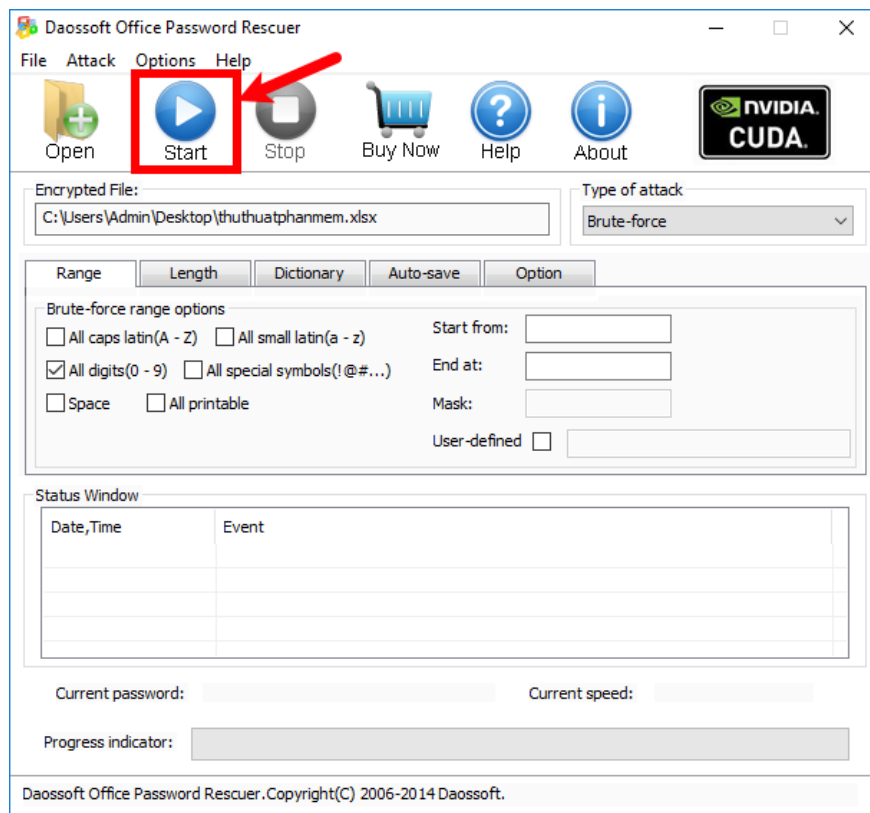 Daossoft Office Password Rescuer
File Attack Options Help
Open Start Stop Buy Now Help About
NVIDIA.
CUDA.
Encrypted File:
C:\Users\Admin\Desktop\thuthuatphanmem.xlsx
Type of attack
Brute-force
Range Length Dictionary Auto-save Option
Brute-force range options
All caps latin(A - Z) All small latin(a - z)
All digits(0 - 9) All special symbols(!@#...)
Space All printable
Start from:
End at:
Mask:
User-defined
Status Window
Date,Time Event
Current password: Current speed:
Progress indicator:
Daossoft Office Password Rescuer.Copyright(C) 2006-2014 Daossoft.